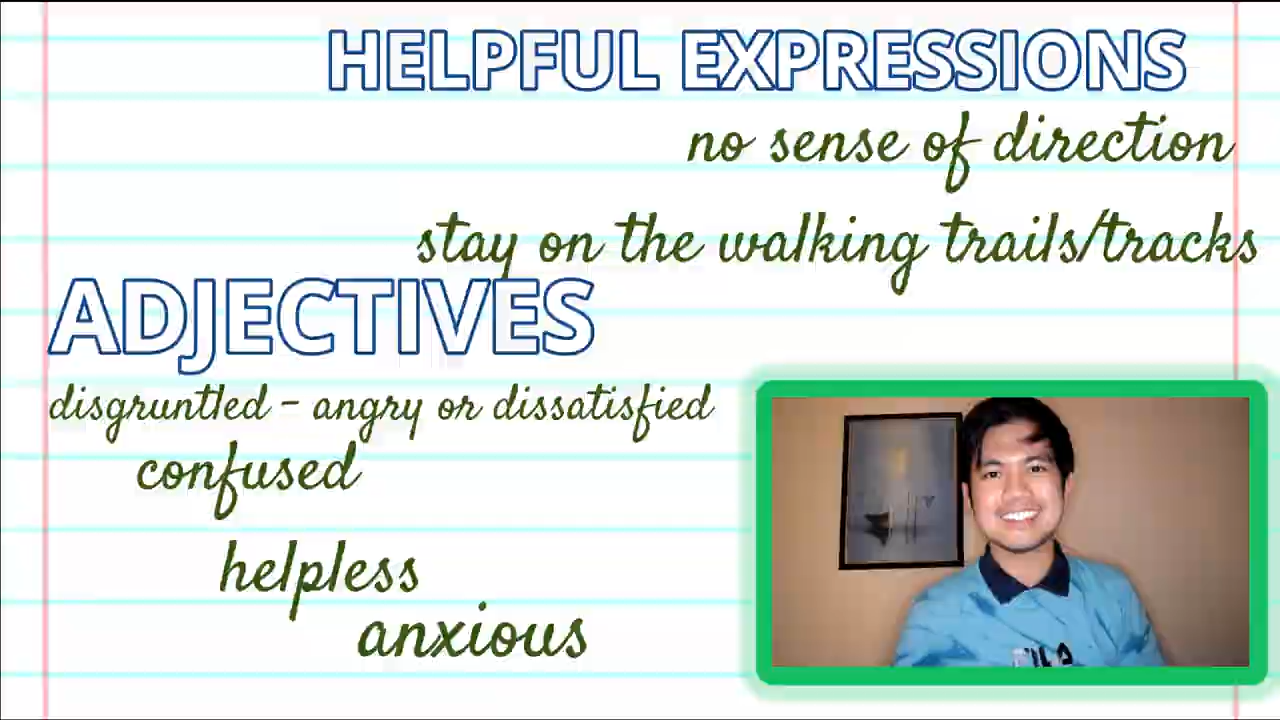 HELPFUL EXPRESSIONS
no sense of direction
stay on the walking trails/tracks
ADJECTIVES
disgruntled - angry or dissatisfied
confused
helpless
anxious